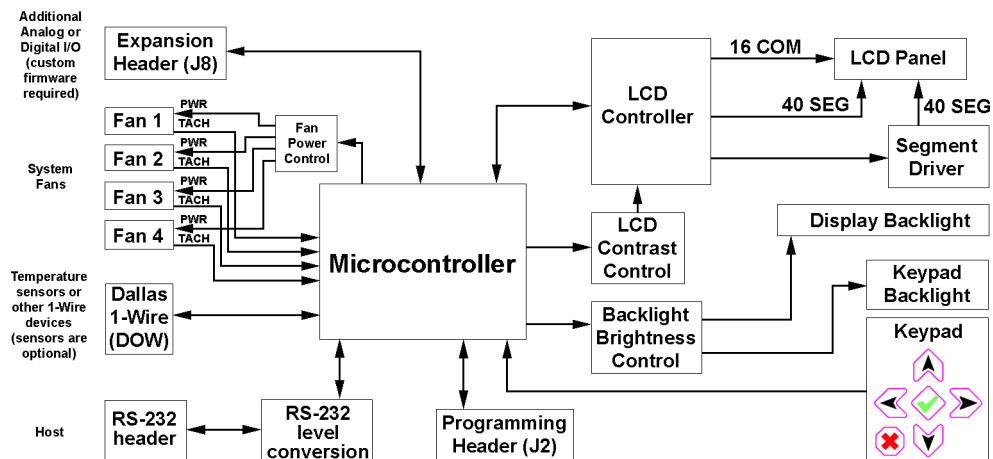 Additional
Analog or
Digital I/O
(custom
firmware
required)
Expansion
Header (J8)
System
Fans
Fan 1
PWR
TACH
Fan 2
PWR
TACH
Fan 3
PWR
TACH
Fan 4
PWR
TACH
Fan
Power
Control
Temperature
sensors or
other 1-Wire
devices
(sensors are
optional)
Dallas
1-Wire
(DOW)
Host
RS-232
header
RS-232
level
conversion
Microcontroller
Programming
Header (J2)
LCD
Controller
16 COM
40 SEG
LCD Panel
40 SEG
Segment
Driver
LCD
Contrast
Control
Backlight
Brightness
Control
Display Backlight
Keypad
Backlight
Keypad